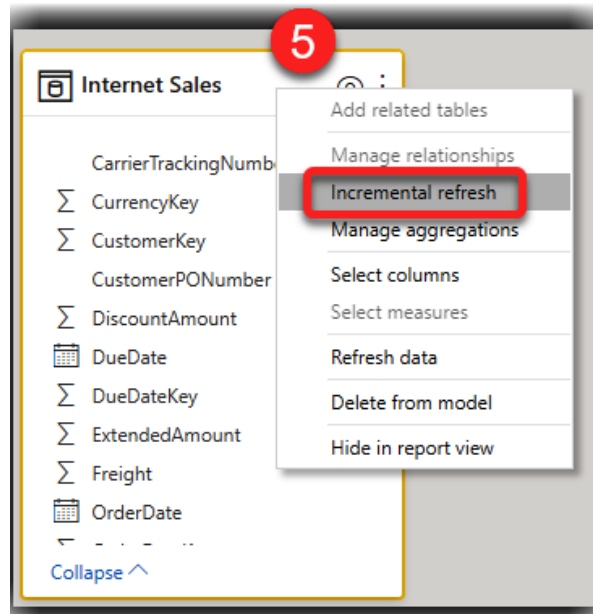 5
Internet Sales
CarrierTrackingNumb
CurrencyKey
CustomerKey
CustomerPONumber
DiscountAmount
DueDate
DueDateKey
ExtendedAmount
Freight
OrderDate
Collapse
Add related tables
Manage relationships
Incremental refresh
Manage aggregations
Select columns
Select measures
Refresh data
Delete from model
Hide in report view